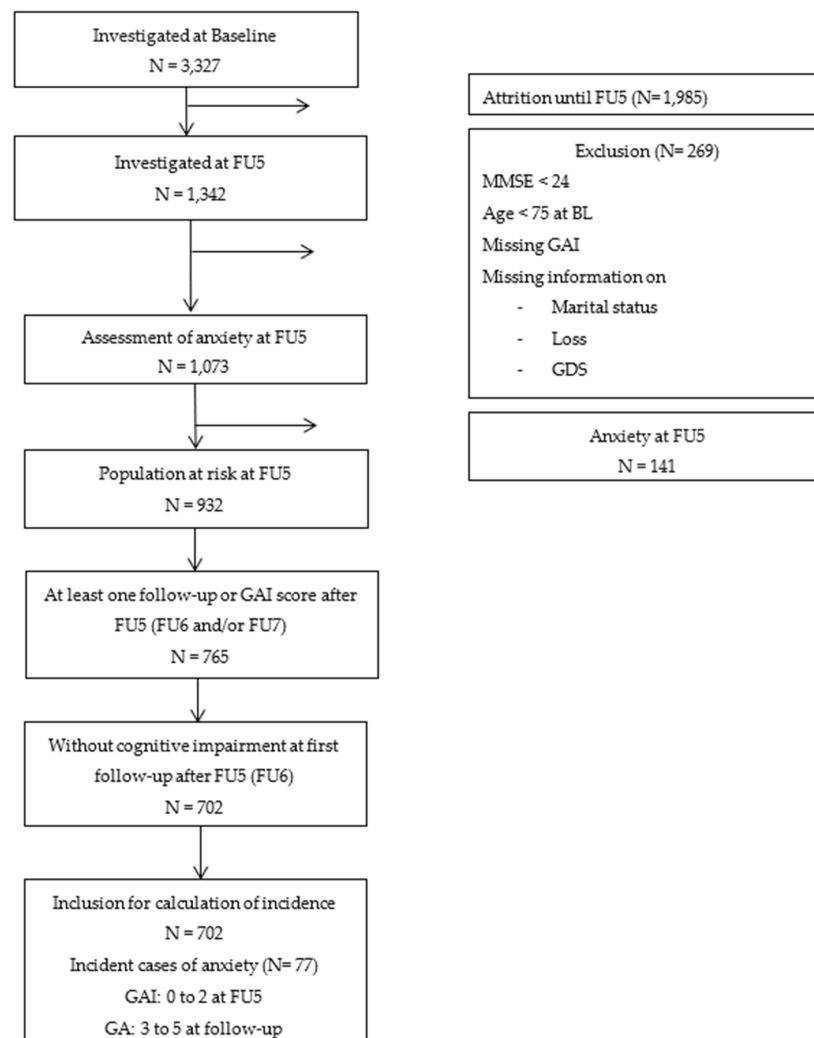 Investigated at Baseline
N = 3,327
Attrition until FU5 (N= 1,985)
Investigated at FU5
N = 1,342
Exclusion (N= 269)
MMSE < 24
Age < 75 at BL
Missing GAI
Missing information on
- Marital status
- Loss
- GDS
Assessment of anxiety at FU5
N = 1,073
Anxiety at FU5
N = 141
Population at risk at FU5
N = 932
At least one follow-up or GAI score after
FU5 (FU6 and/or FU7)
N = 765
Without cognitive impairment at first
follow-up after FU5 (FU6)
N = 702
Inclusion for calculation of incidence
N = 702
Incident cases of anxiety (N= 77)
GAI: 0 to 2 at FU5
GA: 3 to 5 at follow-up